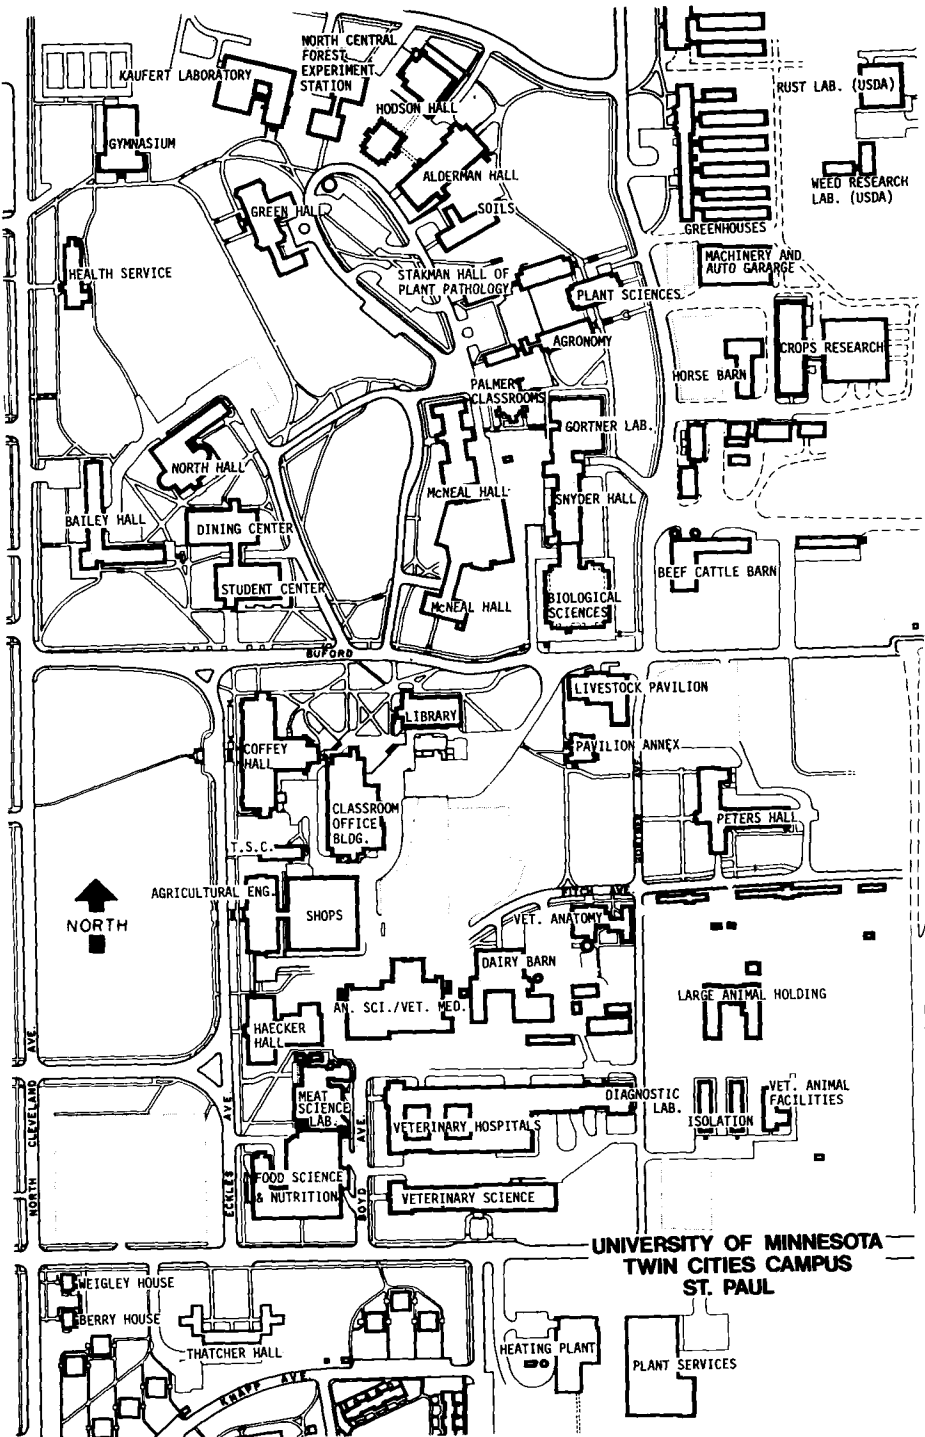 NORTH CENTRAL
FOREST
EXPERIMENT
STATION
KAUFERT LABORATORY
RUST LAB. (USDA)
HODSON HALL
GYMNASIUM
ALDERMAN HALL
WEED RESEARCH
LAB. (USDA)
GREEN HALL
SOILS
GREENHOUSES
HEALTH SERVICE
STAKMAN HALL OF
PLANT PATHOLOGY
MACHINERY AND
AUTO GARARGE
PLANT SCIENCES
AGRONOMY
CROPS RESEARCH
HORSE BARN
PALMER
CLASSROOMS
GORTNER LAB.
NORTH HALL
McNEAL HALL
SNYDER HALL
BAILEY HALL
DINING CENTER
STUDENT CENTER
BEEF CATTLE BARN
McNEAL HALL
BIOLOGICAL
SCIENCES
BUFORD
LIVESTOCK PAVILION
LIBRARY
COFFEY
HALL
PAVILION ANNEX
AVE.
CLASSROOM
OFFICE
BLDG.
PETERS HALL
T.S.C.
AGRICULTURAL ENG.
FITCH AVE.
SHOPS
VET. ANATOMY
NORTH
DAIRY BARN
AN. SCI./VET. MED.
LARGE ANIMAL HOLDING
HAECKER
HALL
MEAT
SCIENCE
LAB.
DIAGNOSTIC
LAB.
VET. ANIMAL
FACILITIES
VETERINARY HOSPITALS
ISOLATION
NORTH CLEVELAND AVE.
ECKLES AVE.
BOYD AVE.
FOOD SCIENCE
& NUTRITION
VETERINARY SCIENCE
UNIVERSITY OF MINNESOTA
TWIN CITIES CAMPUS
ST. PAUL
WEIGLEY HOUSE
BERRY HOUSE
THATCHER HALL
HEATING PLANT
PLANT SERVICES
KNAPP AVE.